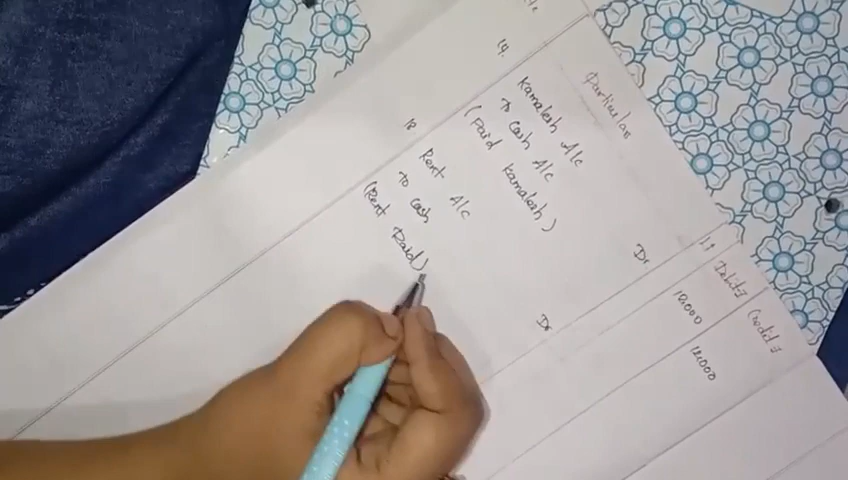 Particulars Debit ₹ Credit ₹
14. Kamalesh A/c Dr 12,000
To Cash A/c 12,000
(Paid Kamalesh)
18 Rent A/c Dr
To Cash
(Rent Paid)